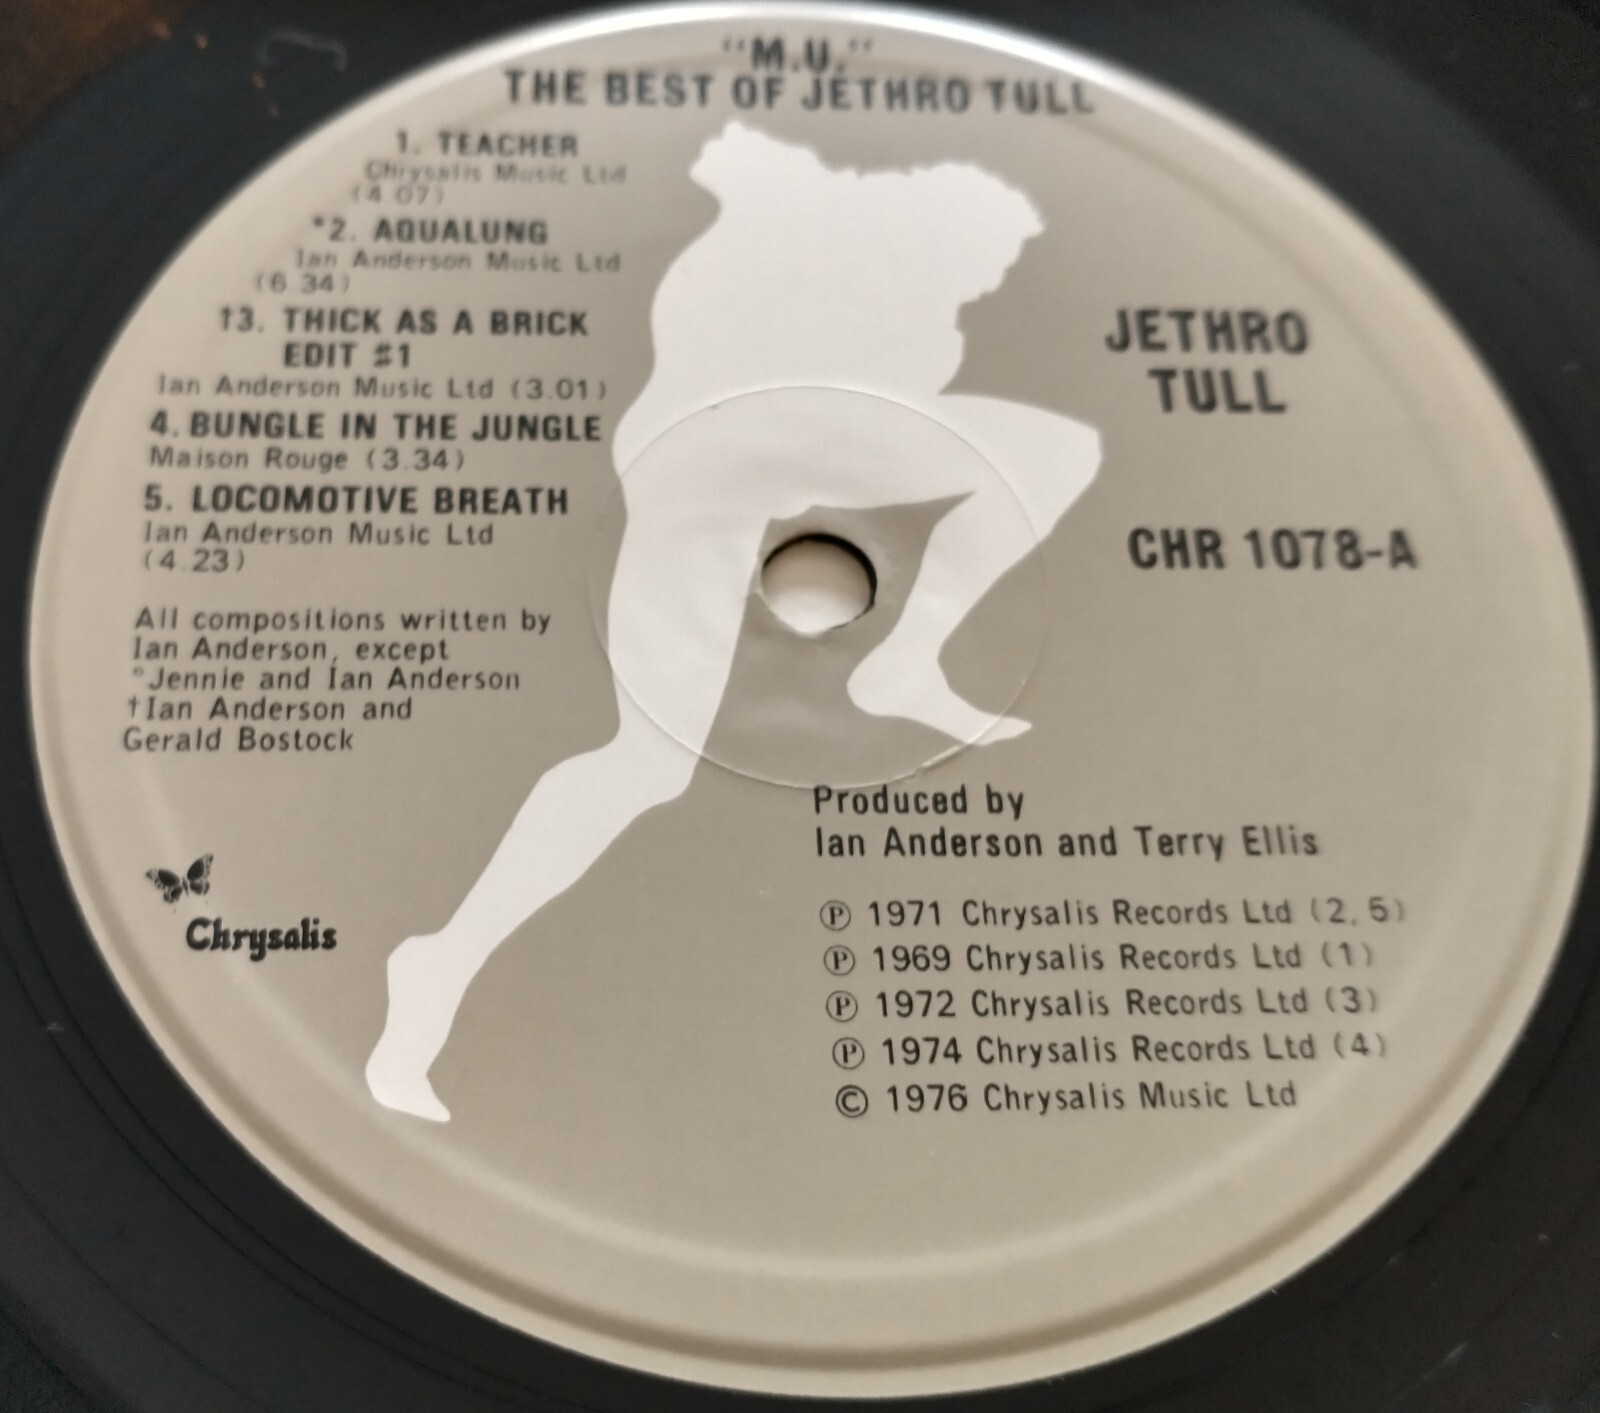 "M.U."
THE BEST OF JETHRO TULL
1. TEACHER
Chrysalis Music Ltd
(4.07)
*2. AQUALUNG
Ian Anderson Music Ltd
(6.34)
†3. THICK AS A BRICK
EDIT #1
Ian Anderson Music Ltd (3.01)
4. BUNGLE IN THE JUNGLE
Maison Rouge (3.34)
5. LOCOMOTIVE BREATH
Ian Anderson Music Ltd
(4.23)
All compositions written by
Ian Anderson, except
*Jennie and Ian Anderson
†Ian Anderson and
Gerald Bostock
Chrysalis
JETHRO
TULL
CHR 1078-A
Produced by
Ian Anderson and Terry Ellis
℗ 1971 Chrysalis Records Ltd (2, 5)
℗ 1969 Chrysalis Records Ltd (1)
℗ 1972 Chrysalis Records Ltd (3)
℗ 1974 Chrysalis Records Ltd (4)
© 1976 Chrysalis Music Ltd